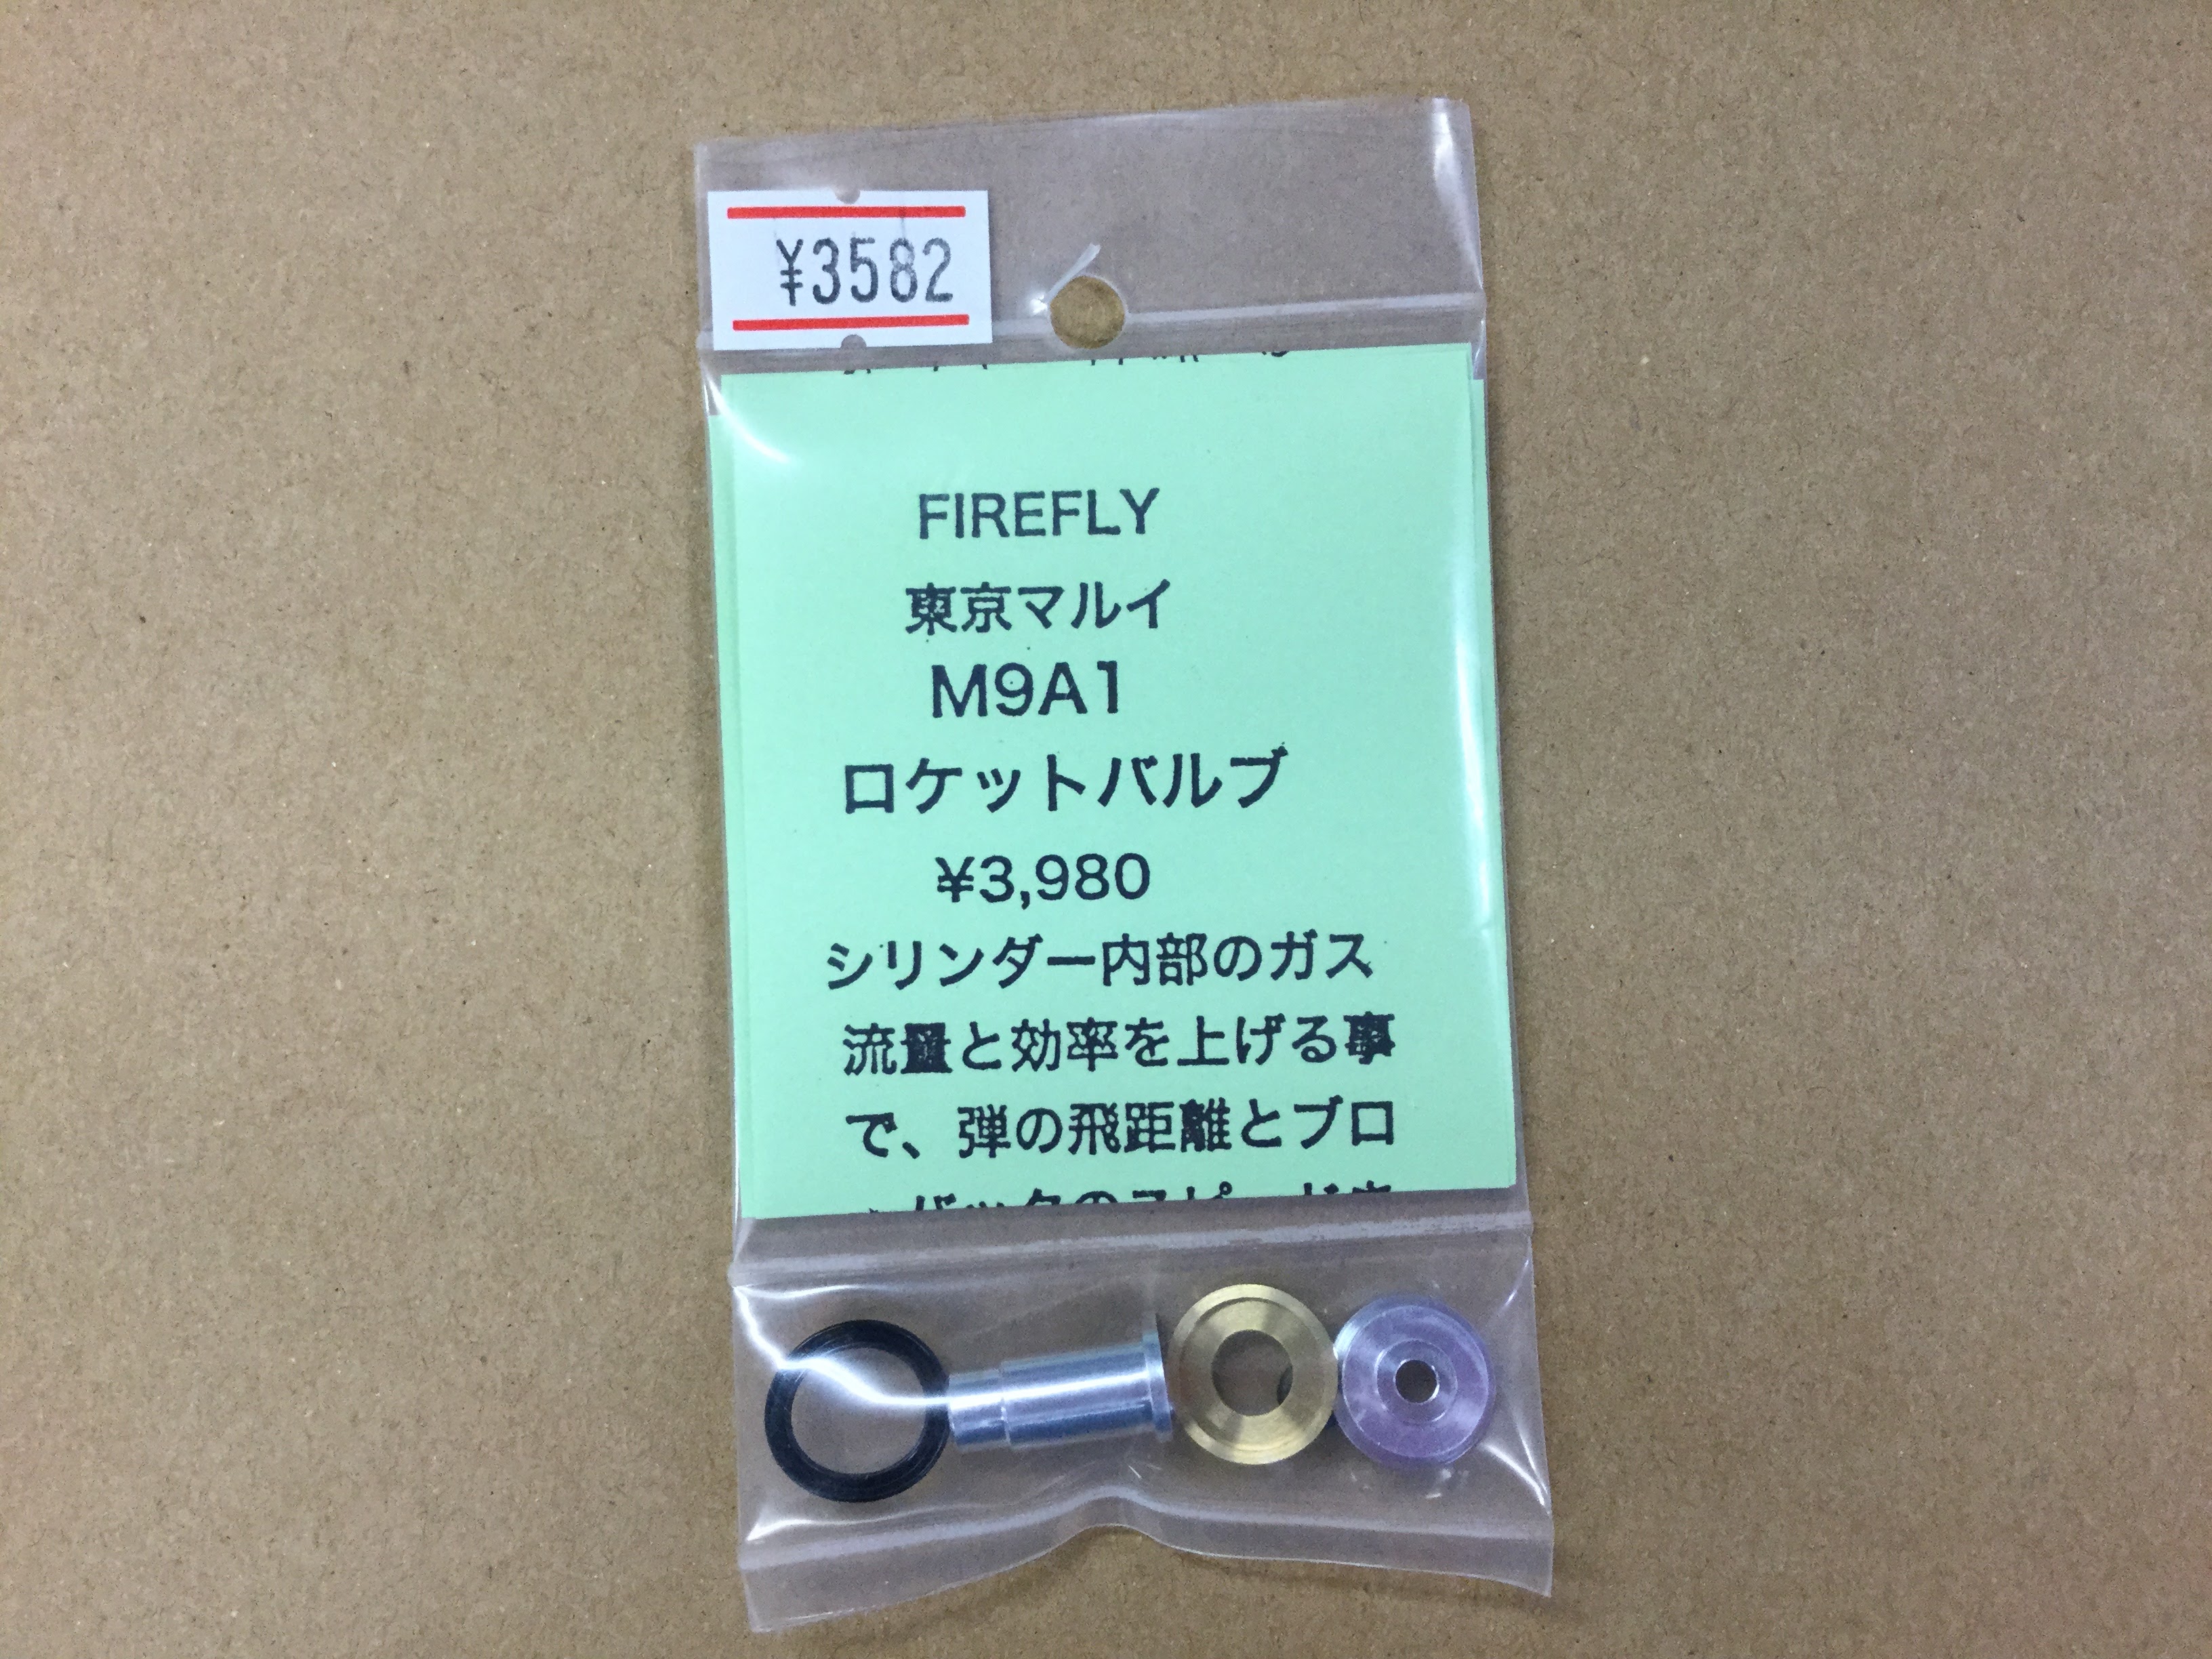 ¥3582
FIREFLY
東京マルイ
M9A1
ロケットバルブ
¥3,980
シリンダー内部のガス
流量と効率を上げる事
で、弾の飛距離とブロ